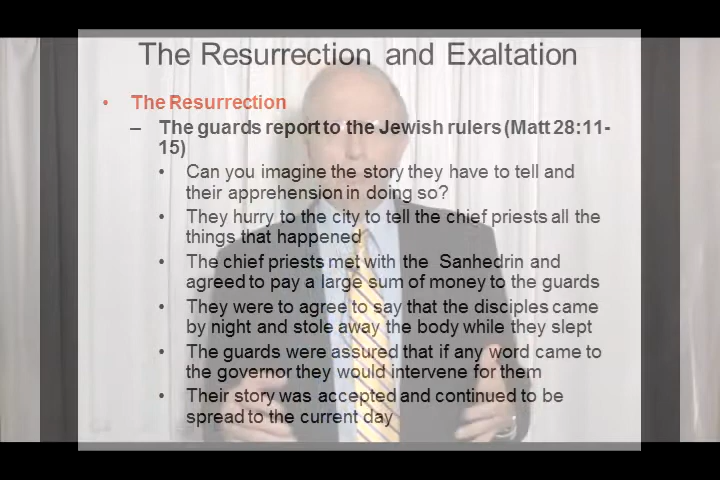 The Resurrection and Exaltation
• The Resurrection
– The guards report to the Jewish rulers (Matt 28:11-
15)
• Can you imagine the story they have to tell and
their apprehension in doing so?
• They hurry to the city to tell the chief priests all the
things that happened
• The chief priests met with the Sanhedrin and
agreed to pay a large sum of money to the guards
• They were to agree to say that the disciples came
by night and stole away the body while they slept
• The guards were assured that if any word came to
the governor they would intervene for them
• Their story was accepted and continued to be
spread to the current day